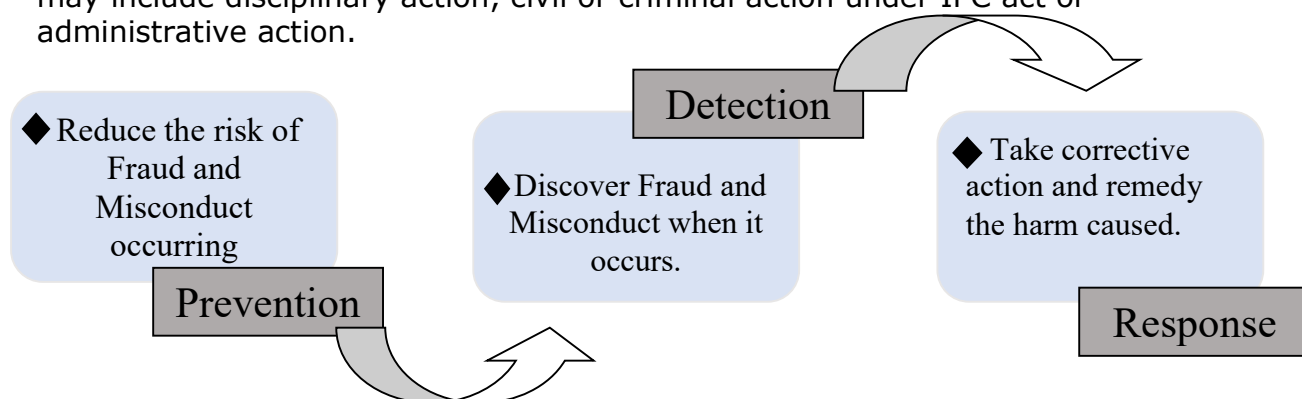 may include disciplinary action, civil or criminal action under IPC act or
administrative action.
◆ Reduce the risk of
Fraud and
Misconduct
occurring
Prevention
Detection
◆ Discover Fraud and
Misconduct when it
occurs.
◆ Take corrective
action and remedy
the harm caused.
Response